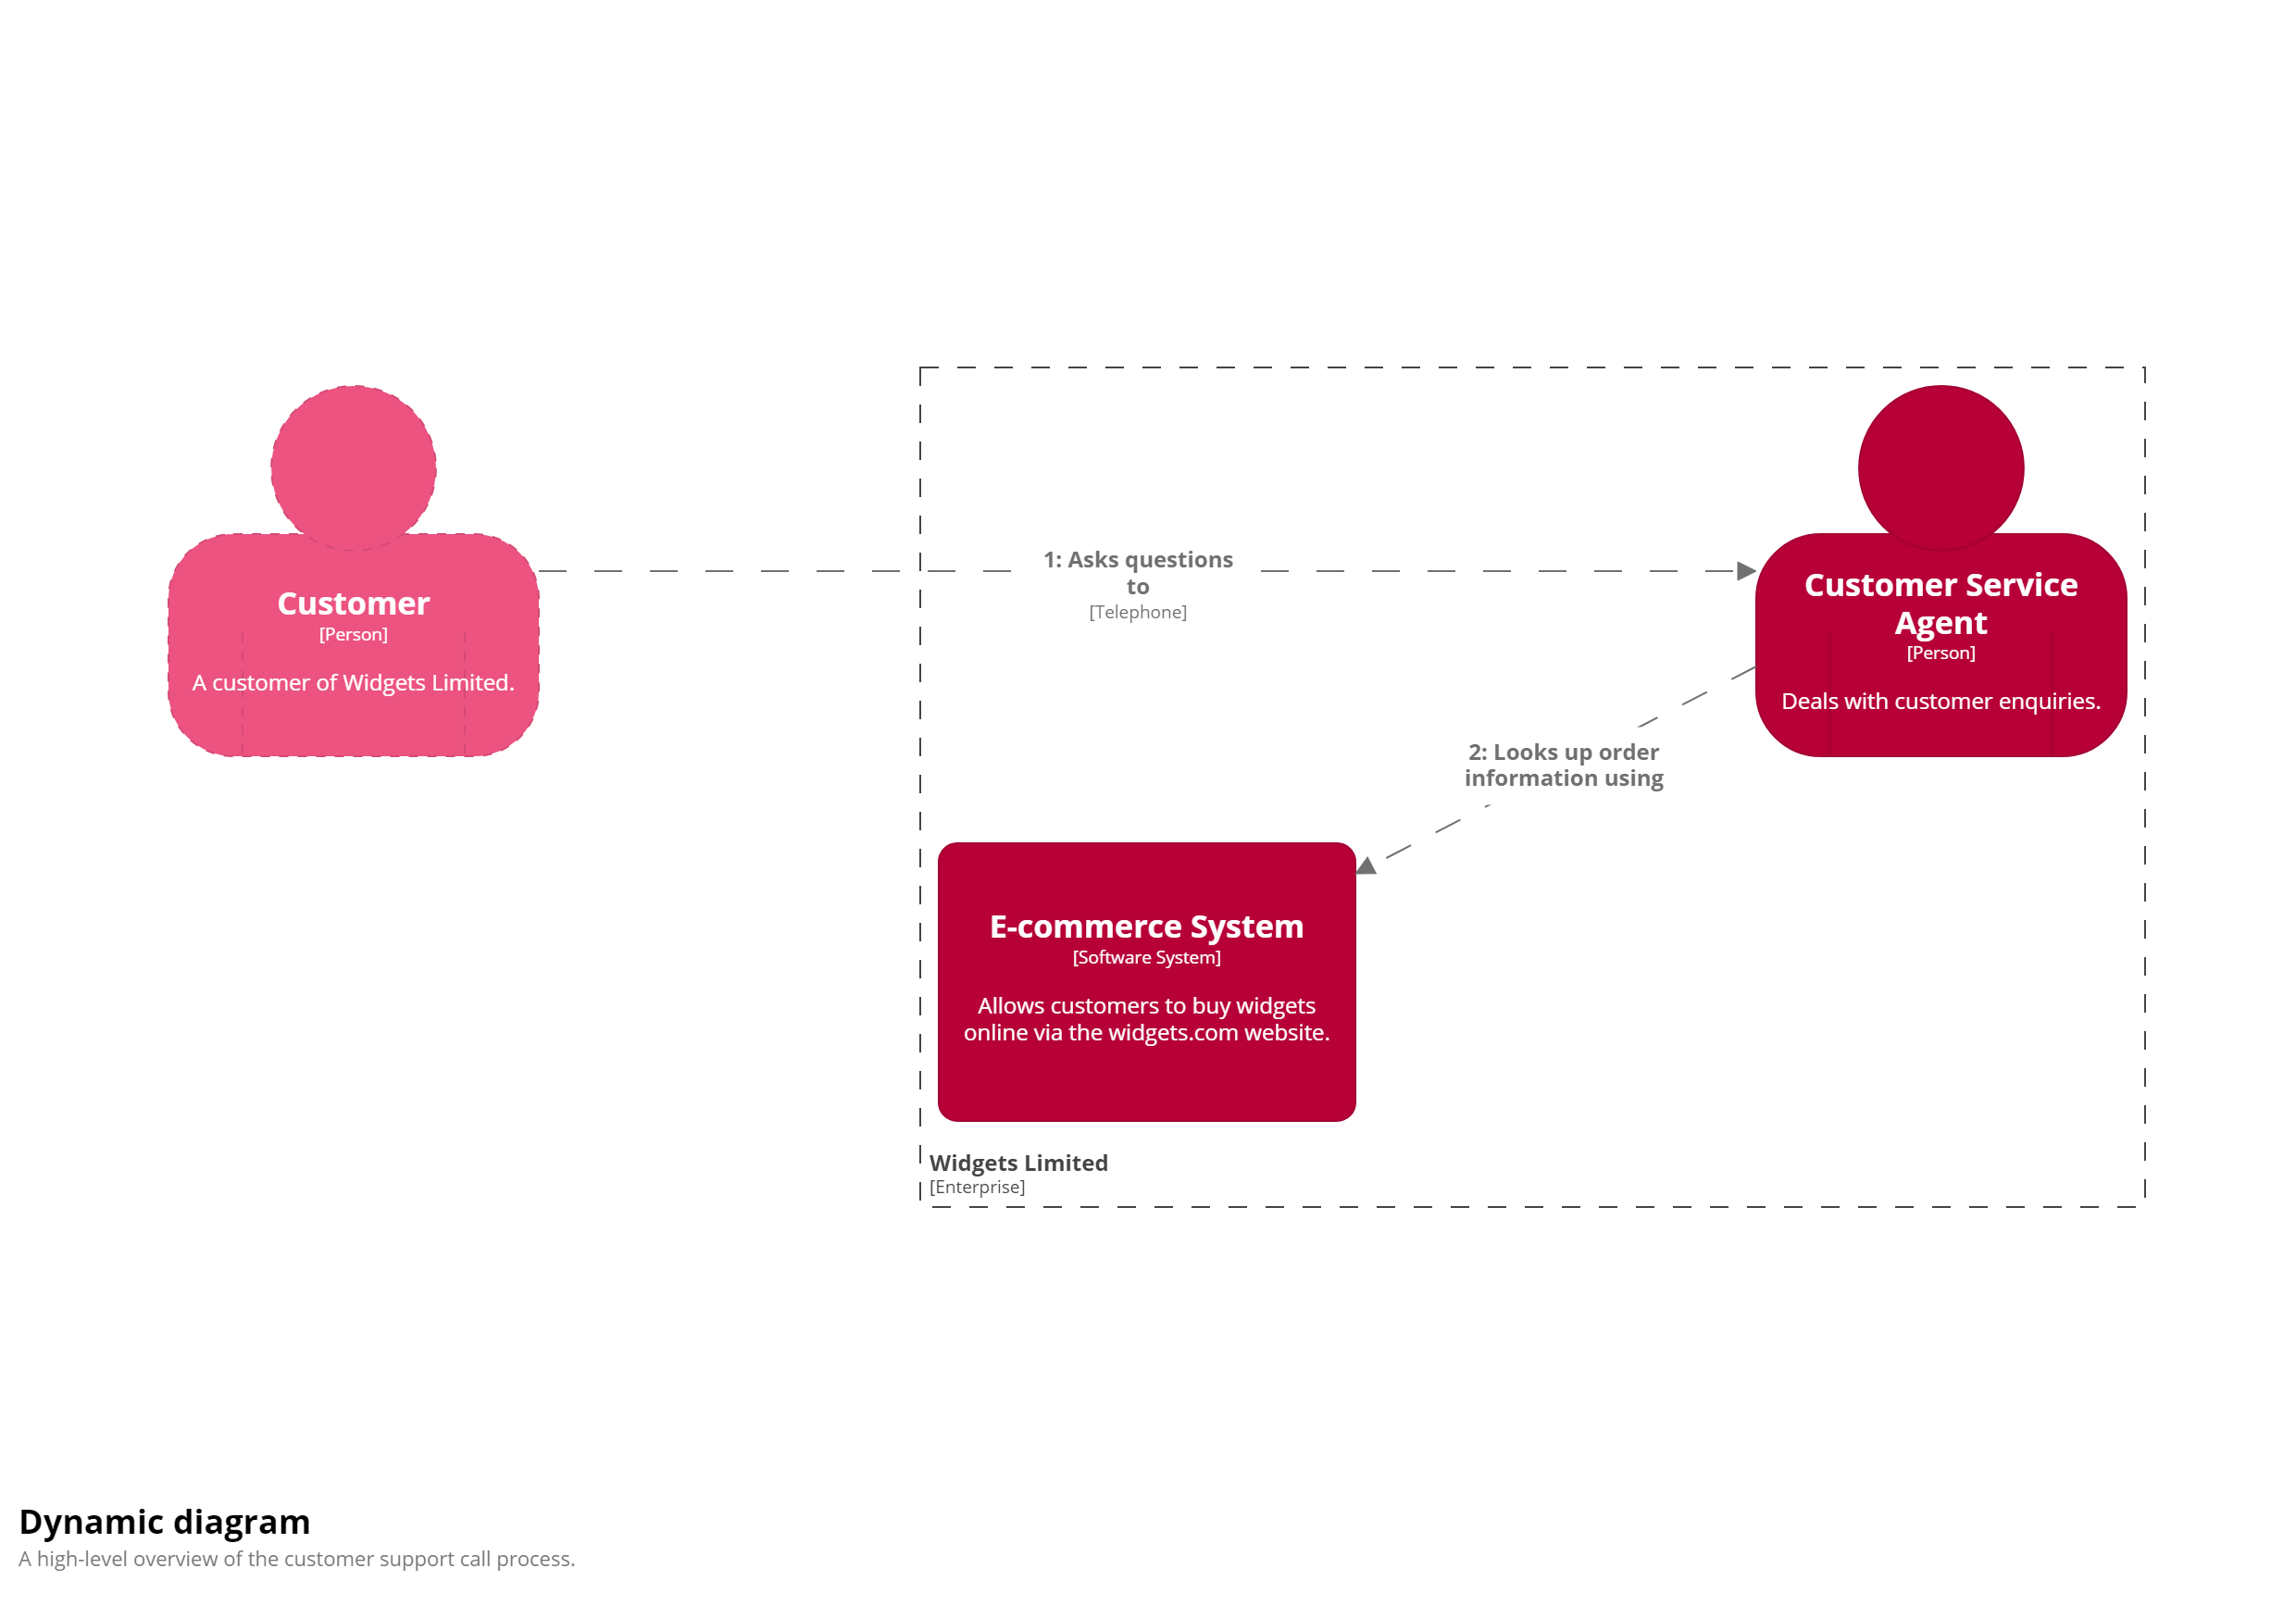 Customer
[Person]
A customer of Widgets Limited.
1: Asks questions
to
[Telephone]
Customer Service
Agent
[Person]
Deals with customer enquiries.
2: Looks up order
information using
E-commerce System
[Software System]
Allows customers to buy widgets
online via the widgets.com website.
Widgets Limited
[Enterprise]
Dynamic diagram
A high-level overview of the customer support call process.